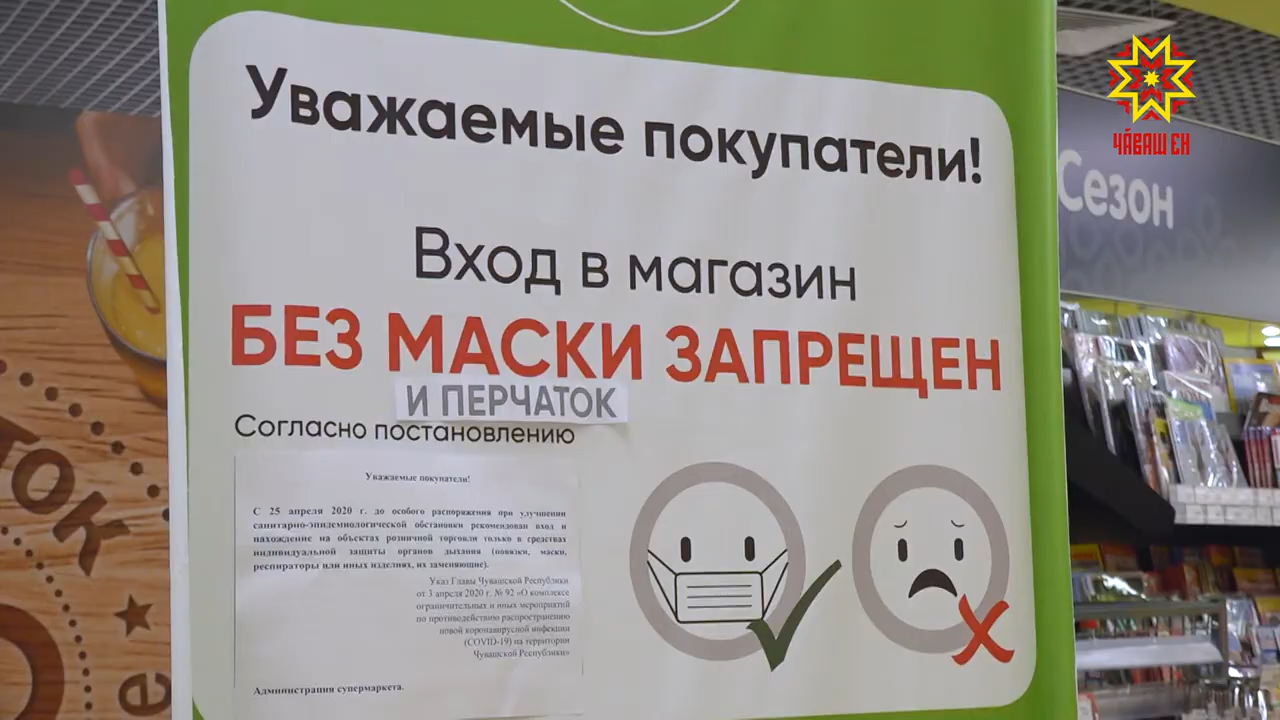 Уважаемые покупатели!
Вход в магазин
БЕЗ МАСКИ ЗАПРЕЩЕН
И ПЕРЧАТОК
Согласно постановлению
Уважаемые покупатели!
С 25 апреля 2020 г. до особого распоряжения при улучшении
санитарно-эпидемиологической обстановки рекомендован вход и
нахождение на объектах розничной торговли только в средствах
индивидуальной защиты органов дыхания (повязки, маски,
респираторы или иных изделиях, их заменяющие).
Указ Главы Чувашской Республики
от 3 апреля 2020 г. № 92 «О комплексе
ограничительных и иных мероприятий
по противодействию распространению
новой коронавирусной инфекции
(COVID-19) на территории
Чувашской Республики»
Администрация супермаркета.
ЧӐВАШ ЕН
Сезон
ток
е